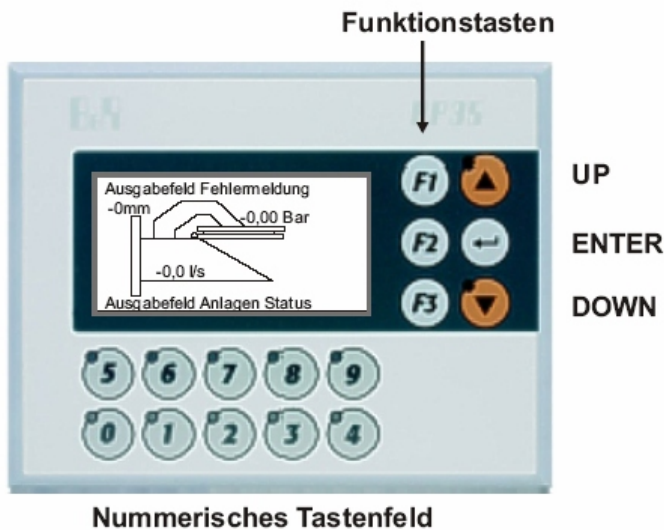 Funktionstasten
B&R PP35
Ausgabefeld Fehlermeldung
-0mm -0,00 Bar
-0,0 l/s
Ausgabefeld Anlagen Status
F1 UP
F2 ENTER
F3 DOWN
5 6 7 8 9
0 1 2 3 4
Nummerisches Tastenfeld